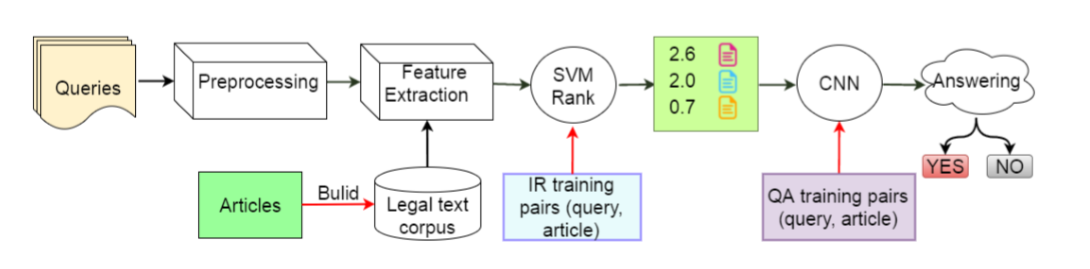 Queries
Preprocessing
Feature
Extraction
SVM
Rank
2.6
2.0
0.7
CNN
Answering
YES
NO
Articles
Bulid
Legal text
corpus
IR training
pairs (query,
article)
QA training pairs
(query, article)